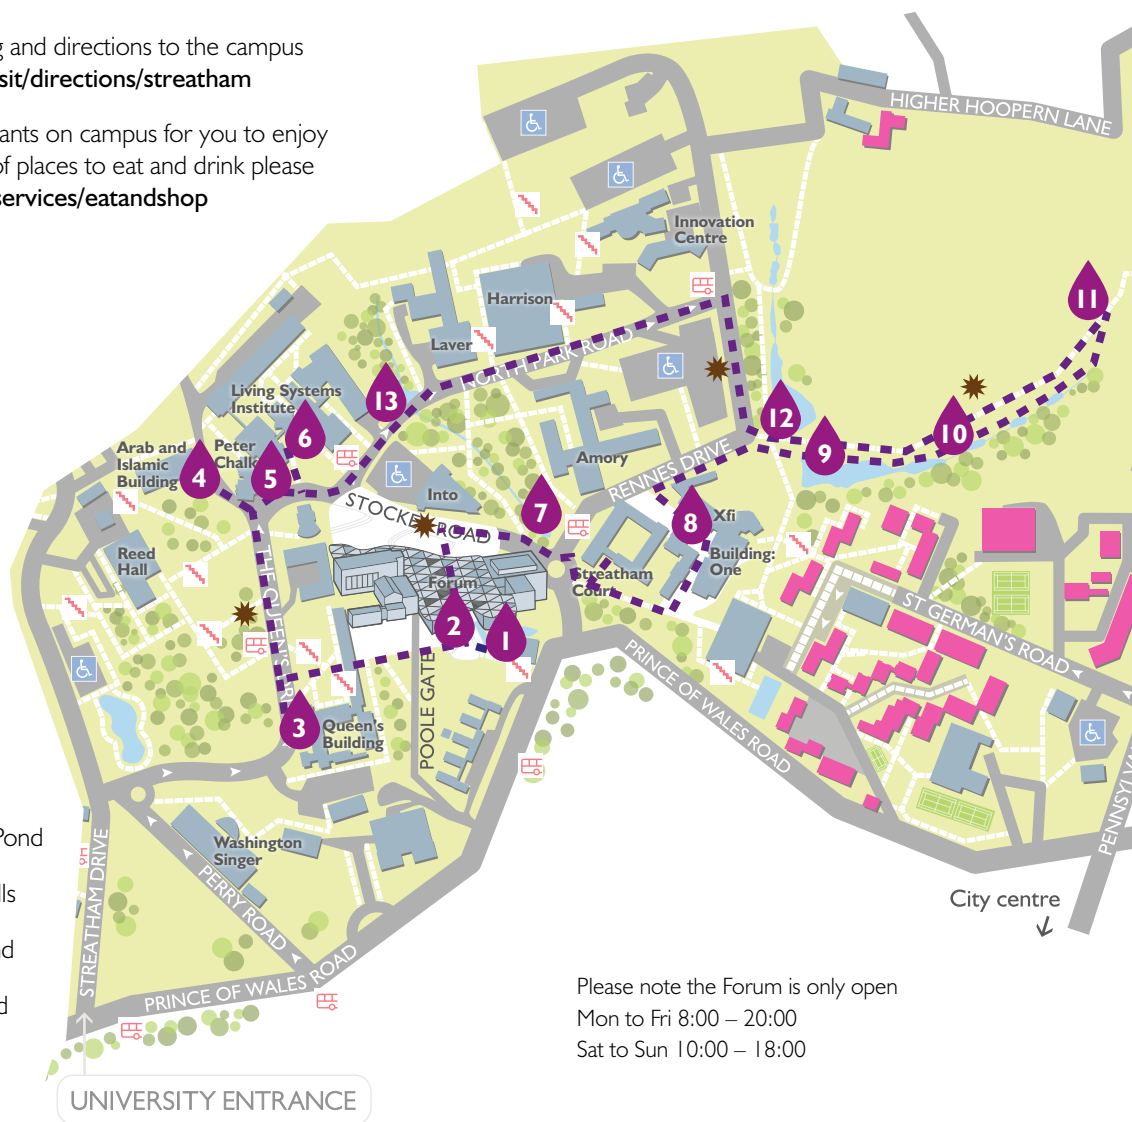 g and directions to the campus
sit/directions/streatham
ants on campus for you to enjoy
of places to eat and drink please
services/eatandshop
HIGHER HOOPERN LANE
Innovation
Centre
Harrison
Laver
NORTH PARK ROAD
11
Living Systems
Institute
13
12
6
10
9
Arab and
Islamic
Building
4
Peter
Chalk
5
Amory
RENNES DRIVE
Into
STOCKER ROAD
7
8
Xfi
Building:
One
Reed
Hall
THE QUEEN'S DR
Forum
Streatham
Court
2
1
ST GERMAN'S ROAD
PRINCE OF WALES ROAD
POOLE GATE
3
Queen's
Building
PENNSYLVA
Pond
lls
nd
d
STREATHAM DRIVE
Washington
Singer
PERRY ROAD
PRINCE OF WALES ROAD
City centre
Please note the Forum is only open
Mon to Fri 8:00 – 20:00
Sat to Sun 10:00 – 18:00
UNIVERSITY ENTRANCE